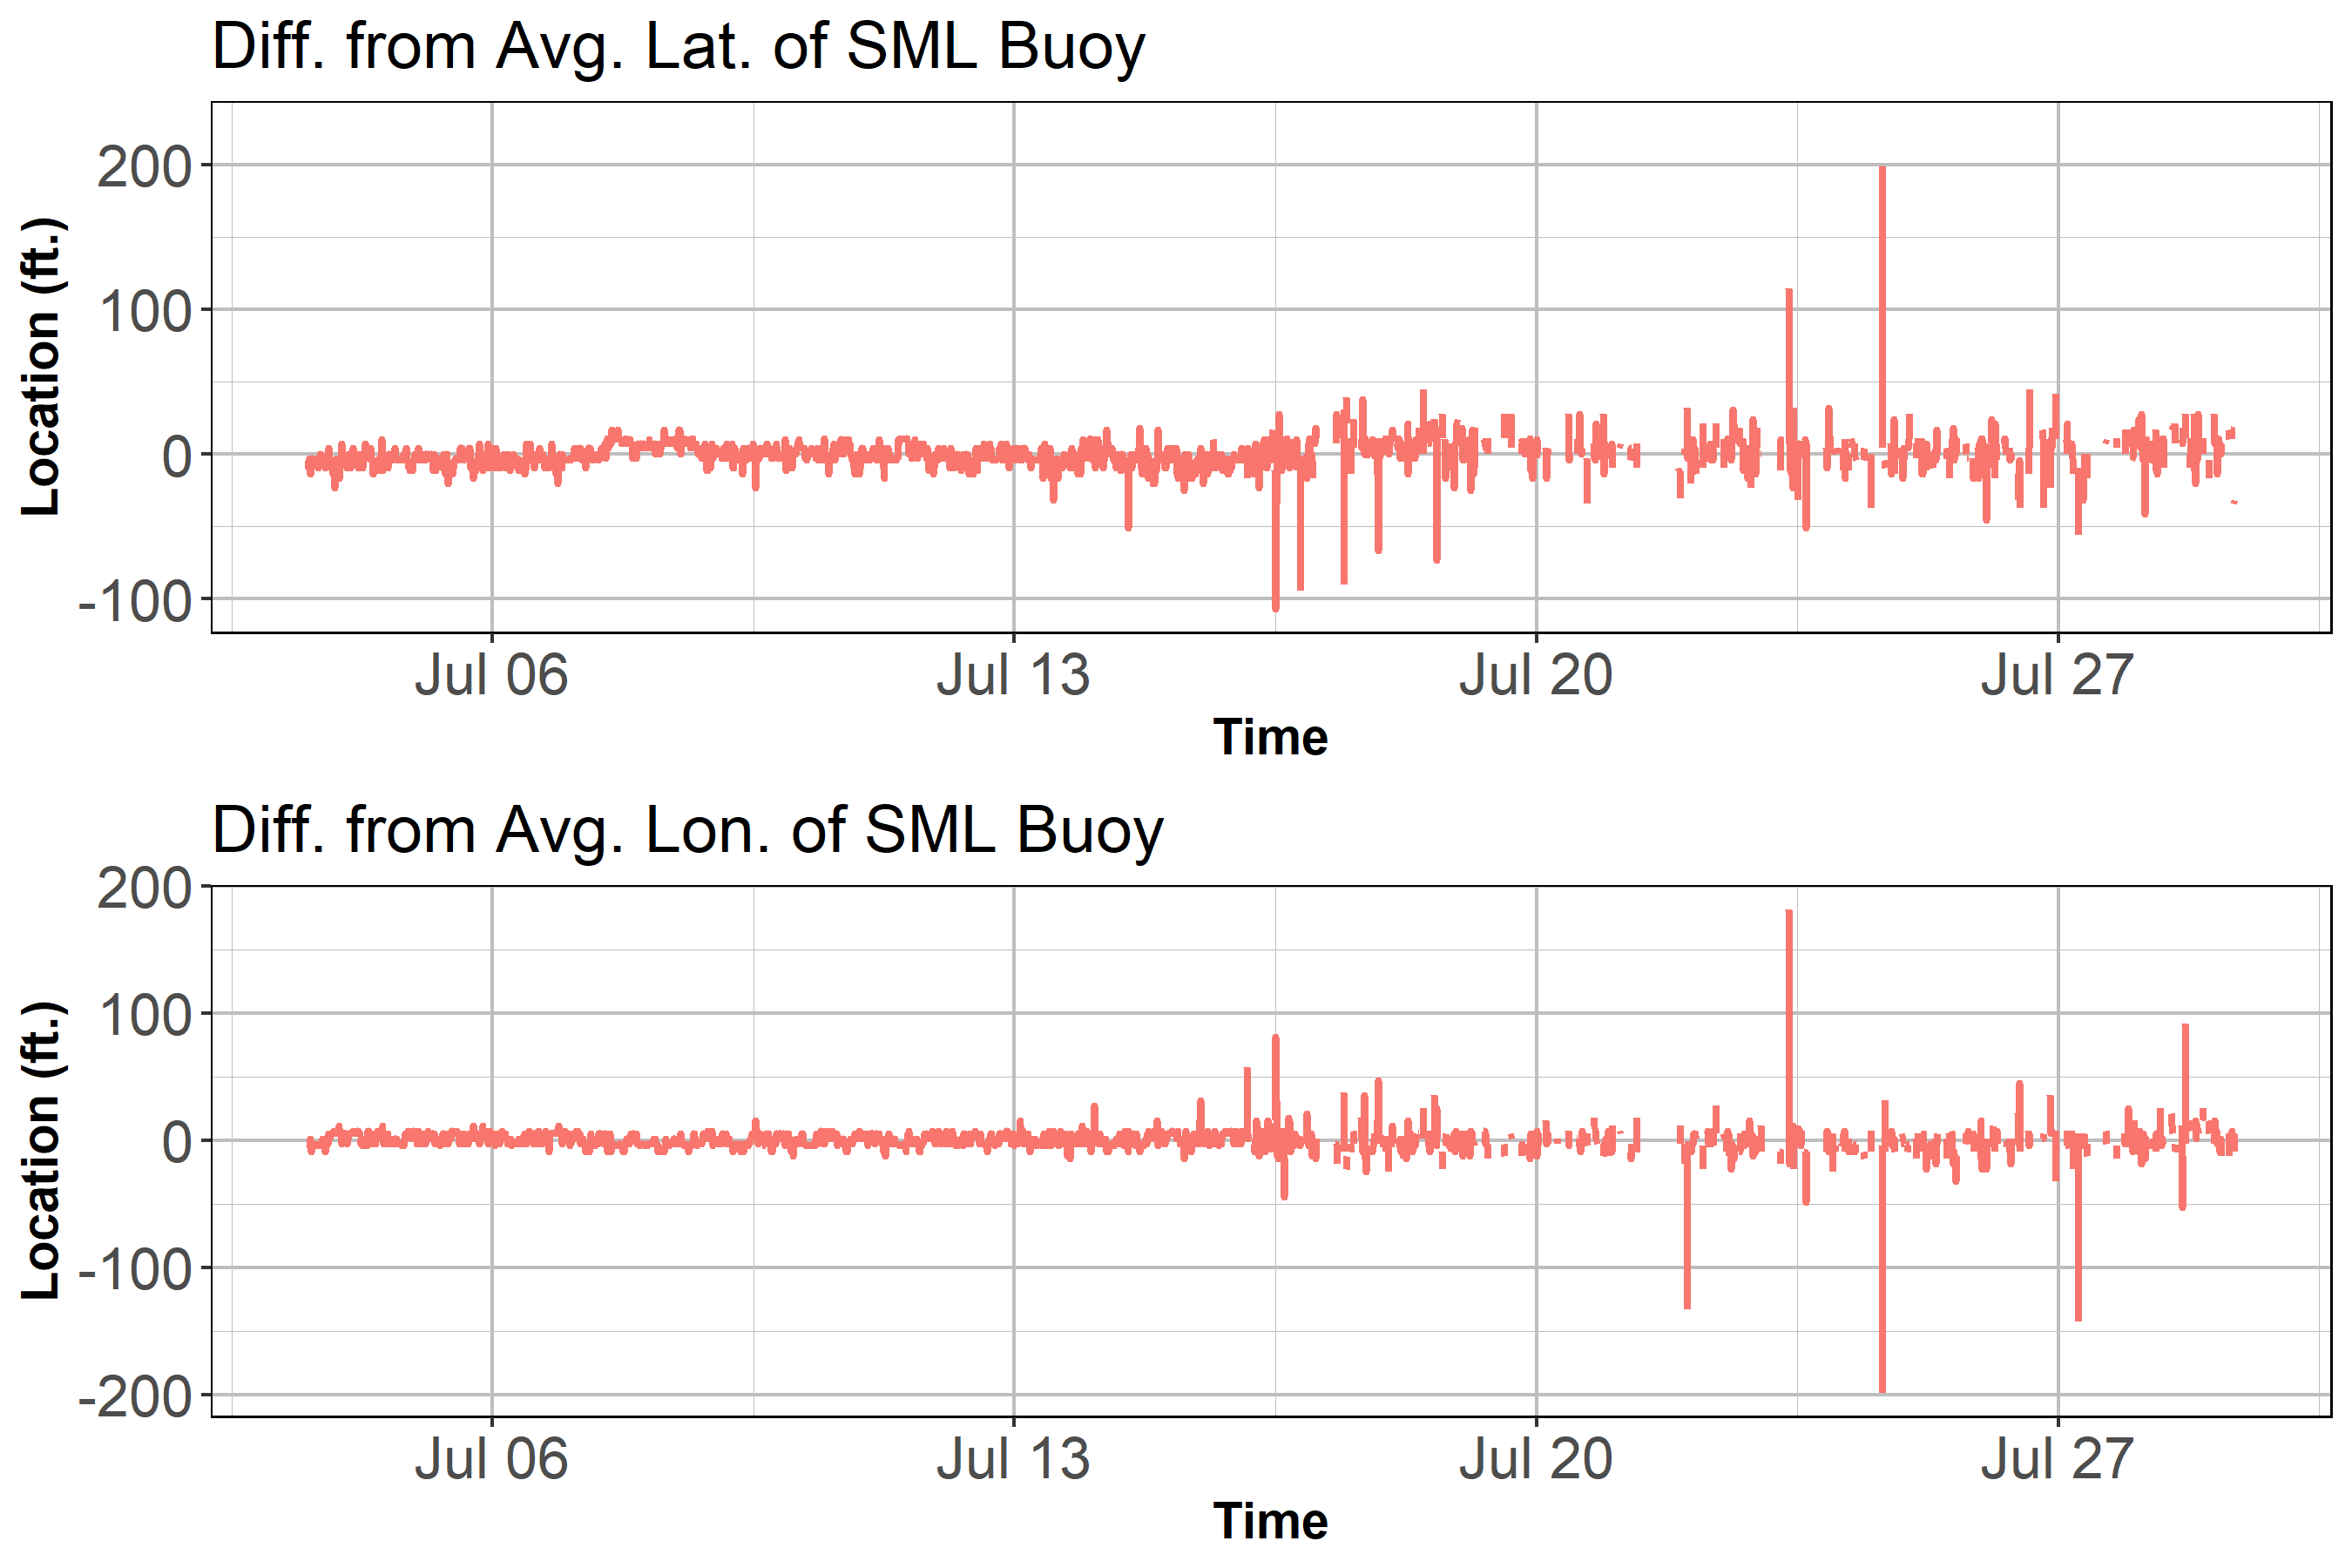 Diff. from Avg. Lat. of SML Buoy
200
100
0
-100
Location (ft.)
Jul 06 Jul 13 Jul 20 Jul 27
Time
Diff. from Avg. Lon. of SML Buoy
200
100
0
-100
-200
Location (ft.)
Jul 06 Jul 13 Jul 20 Jul 27
Time